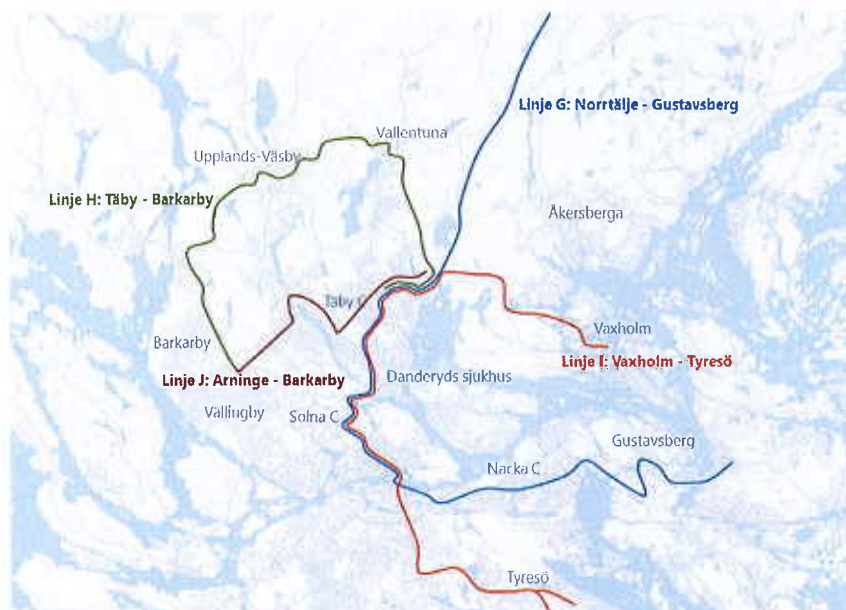 Linje G: Norrtälje - Gustavsberg
Vallentuna
Upplands-Väsby
Linje H: Täby - Barkarby
Åkersberga
Täby C
Vaxholm
Barkarby
Linje I: Vaxholm - Tyresö
Linje J: Arninge - Barkarby
Danderyds sjukhus
Vällingby
Solna C
Gustavsberg
Nacka C
Tyresö